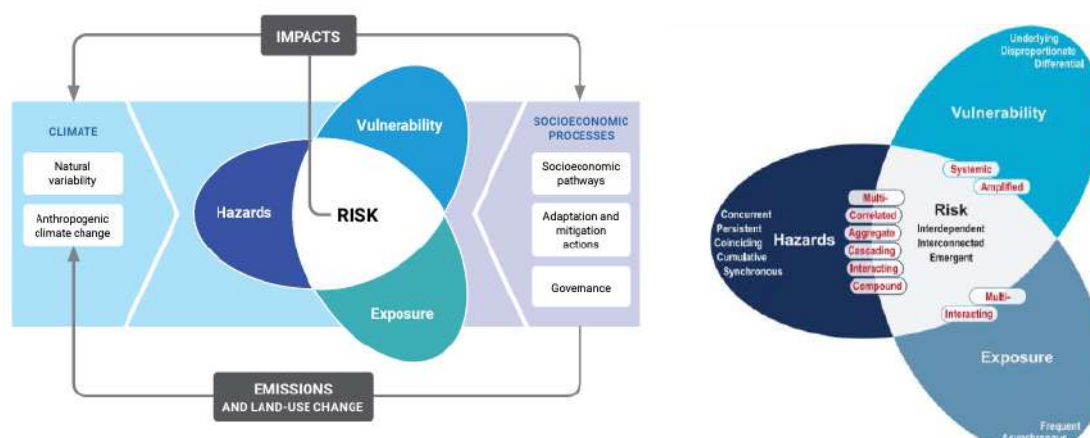 IMPACTS
CLIMATE
Natural
variability
Anthropogenic
climate change
Hazards
Vulnerability
RISK
Exposure
SOCIOECONOMIC
PROCESSES
Socioeconomic
pathways
Adaptation and
mitigation
actions
Governance
EMISSIONS
AND LAND-USE CHANGE
Underlying
Disproportionate
Differential
Vulnerability
Systemic
Amplified
Concurrent
Persistent
Coinciding
Cumulative
Synchronous
Hazards
Multi-
Correlated
Aggregate
Cascading
Interacting
Compound
Risk
Interdependent
Interconnected
Emergent
Multi-
Interacting
Exposure
Frequent
Asynchronous